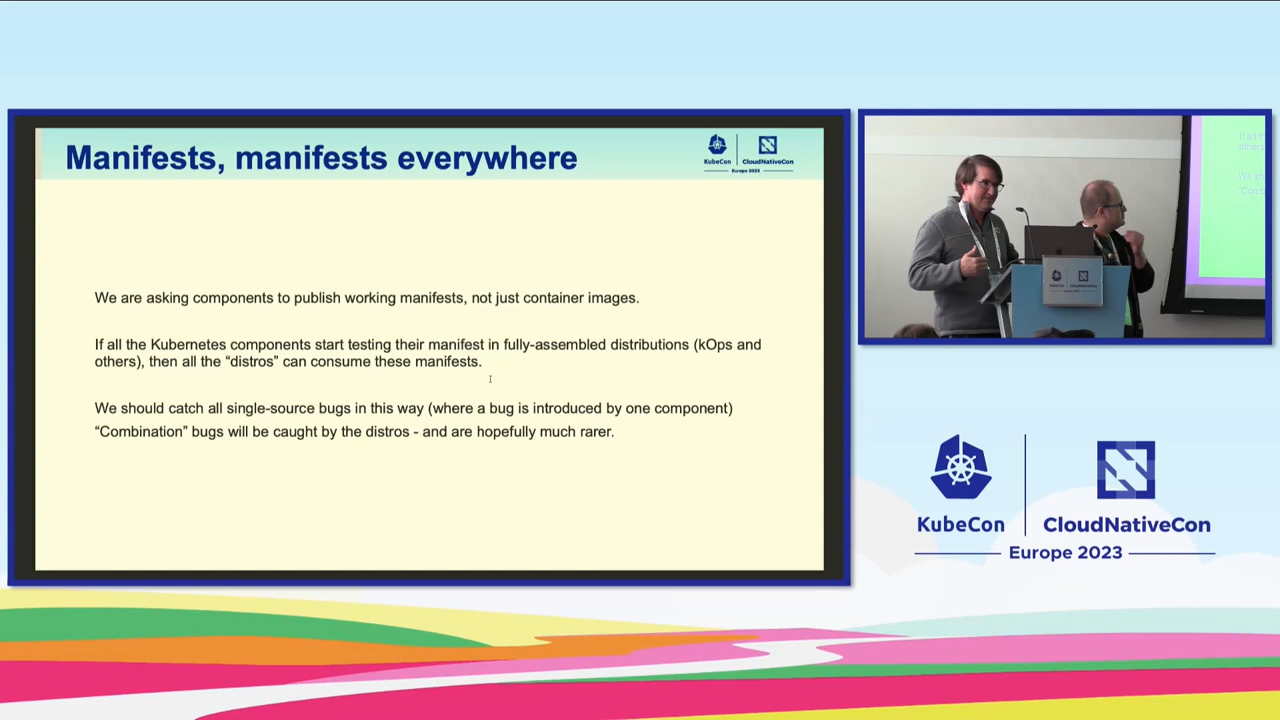 Manifests, manifests everywhere
KubeCon
CloudNativeCon
Europe 2023
We are asking components to publish working manifests, not just container images.
If all the Kubernetes components start testing their manifest in fully-assembled distributions (kOps and
others), then all the “distros” can consume these manifests.
We should catch all single-source bugs in this way (where a bug is introduced by one component)
“Combination” bugs will be caught by the distros - and are hopefully much rarer.
KubeCon
CloudNativeCon
Europe 2023